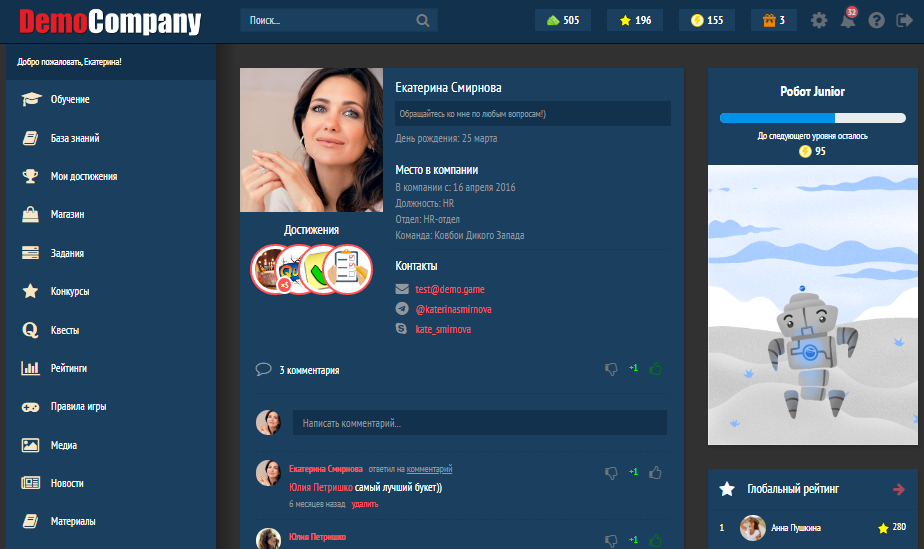 DemoCompany
Поиск...
505
196
155
3
32
Добро пожаловать, Екатерина!
Обучение
База знаний
Мои достижения
Магазин
Задания
Конкурсы
Квесты
Рейтинги
Правила игры
Медиа
Новости
Материалы
Достижения
x5
Екатерина Смирнова
Обращайтесь ко мне по любым вопросам!)
День рождения: 25 марта
Место в компании
В компании с: 16 апреля 2016
Должность: HR
Отдел: HR-отдел
Команда: Ковбои Дикого Запада
Контакты
test@demo.game
@katerinasmirnova
kate_smirnova
3 комментария
+1
Написать комментарий...
Екатерина Смирнова ответил на комментарий
+1
Юлия Петришко самый лучший букет))
6 месяцев назад удалить
Юлия Петришко
+1
Робот Junior
До следующего уровня осталось
95
Глобальный рейтинг
1 Анна Пушкина 280